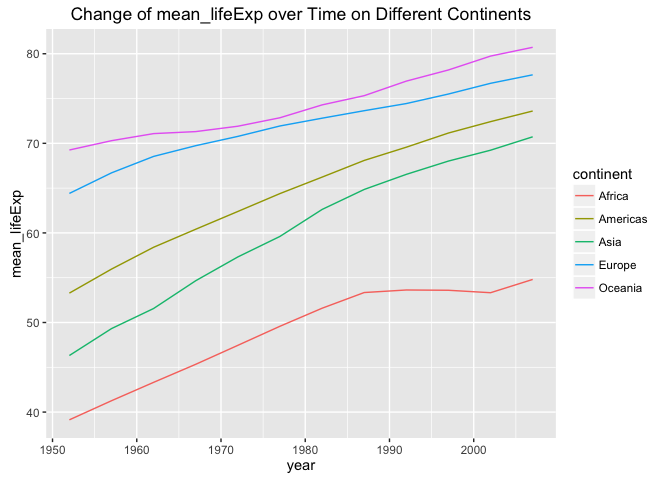 Change of mean_lifeExp over Time on Different Continents
80
70
60
50
40
mean_lifeExp
1950 1960 1970 1980 1990 2000
year
continent
Africa
Americas
Asia
Europe
Oceania